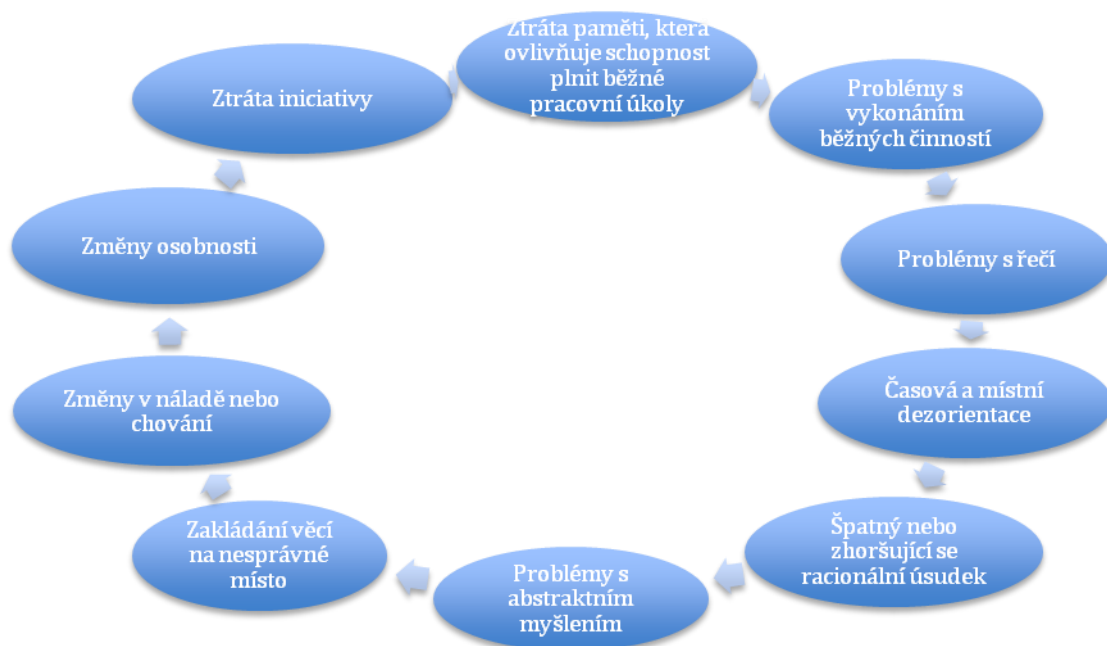 Ztráta paměti, která
ovlivňuje schopnost
plnit běžné
pracovní úkoly
Problémy s
vykonáním
běžných činností
Problémy s řečí
Časová a místní
dezorientace
Špatný nebo
zhoršující se
racionální úsudek
Problémy s
abstraktním
myšlením
Zakládání věcí
na nesprávné
místo
Změny v náladě nebo
chování
Změny osobnosti
Ztráta iniciativy